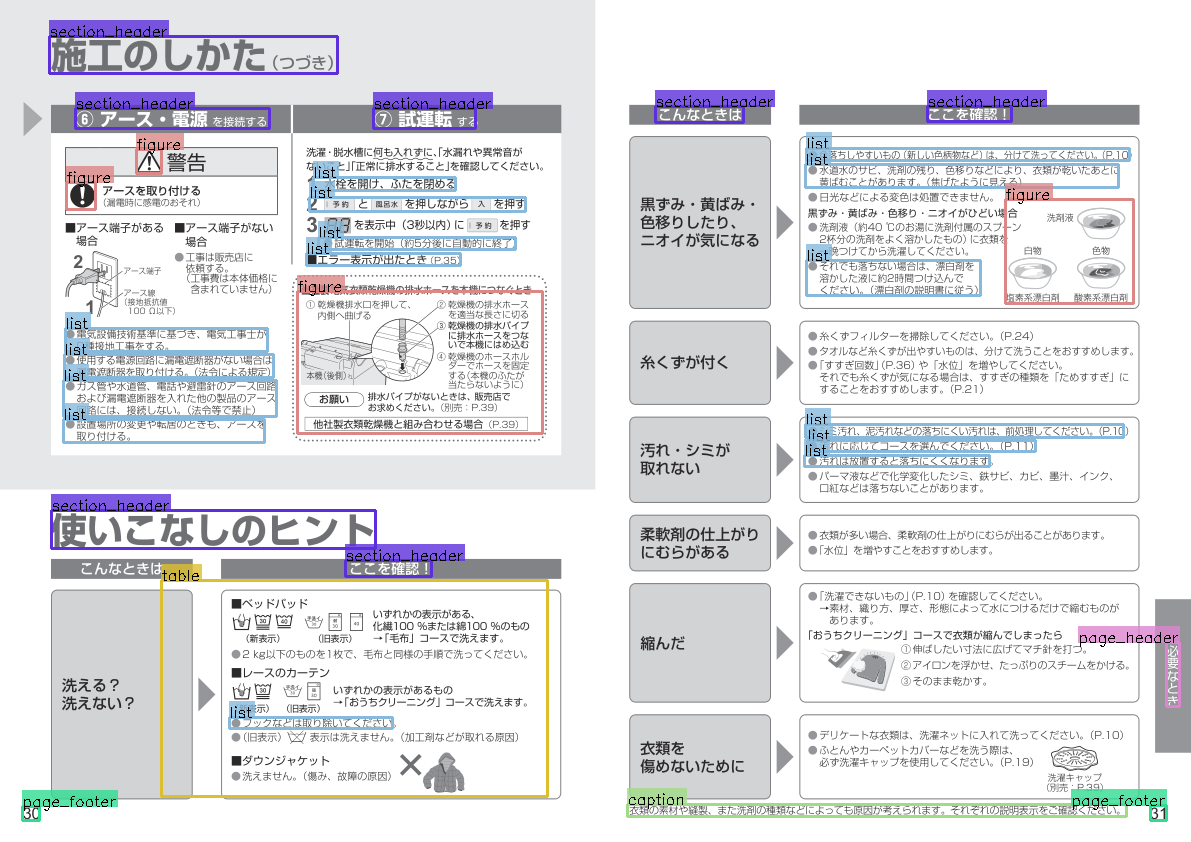 section_header
施工のしかた（つづき）
section_header
⑥ アース・電源 を接続する
figure
警告
figure
アースを取り付ける
（漏電時に感電のおそれ）
■アース端子がある
場合
2
アース端子
アース線
（接地抵抗値
100 Ω以下）
1
■アース端子がない
場合
●工事は販売店に
依頼する。
（工事費は本体価格に
含まれていません）
list
●電気設備技術基準に基づき、電気工事士が
種接地工事をする。
list
●使用する電源回路に漏電遮断器がない場合は
電遮断器を取り付ける。（法令による規定）
list
●ガス管や水道管、電話や避雷針のアース回路
および漏電遮断器を入れた他の製品のアース
路には、接続しない。（法令等で禁止）
list
●設置場所の変更や転居のときも、アースを
取り付ける。
section_header
⑦ 試運転 する
洗濯・脱水槽に何も入れずに、「水漏れや異常音が
ないこと」「正常に排水すること」を確認してください。
list
栓を開け、ふたを閉める
list
2 予約 と 風呂水 を押しながら 入 を押す
3 を表示中（3秒以内）に 予約 を押す
list
試運転を開始（約5分後に自動的に終了）
■エラー表示が出たとき（P.35）
figure
衣類乾燥機の排水ホースを本機につなぐとき
① 乾燥機排水口を押して、
内側へ曲げる
② 乾燥機の排水ホース
を適当な長さに切る
③ 乾燥機の排水パイプ
に排水ホースをつな
いで本機にはめ込む
④ 乾燥機のホースホル
ダーでホースを固定
する（本機のふたが
当たらないように）
本機（後側）
お願い
排水パイプがないときは、販売店で
お求めください。（別売：P.39）
他社製衣類乾燥機と組み合わせる場合（P.39）
section_header
使いこなしのヒント
こんなときは
section_header
ここを確認！
table
洗える？
洗えない？
■ベッドパッド
（新表示）
（旧表示）
いずれかの表示がある、
化繊100 %または綿100 %のもの
→「毛布」コースで洗えます。
●2 kg以下のものを1枚で、毛布と同様の手順で洗ってください。
■レースのカーテン
示）
（旧表示）
いずれかの表示があるもの
→「おうちクリーニング」コースで洗えます。
list
●フックなどは取り除いてください。
●（旧表示） 表示は洗えません。（加工剤などが取れる原因）
■ダウンジャケット
●洗えません。（傷み、故障の原因）
page_footer
30
section_header
こんなときは
section_header
ここを確認！
黒ずみ・黄ばみ・
色移りしたり、
ニオイが気になる
list
落ちしやすいもの（新しい色柄物など）は、分けて洗ってください。（P.10）
list
●水道水のサビ、洗剤の残り、色移りなどにより、衣類が乾いたあとに
黄ばむことがあります。（焦げたように見える）
●日光などによる変色は処置できません。
黒ずみ・黄ばみ・色移り・ニオイがひどい場合
●洗剤液（約40 ℃のお湯に洗剤付属のスプーン
2杯分の洗剤をよく溶かしたもの）に衣類を
晩つけてから洗濯してください。
list
●それでも落ちない場合は、漂白剤を
溶かした液に約2時間つけ込んで
ください。（漂白剤の説明書に従う）
figure
洗剤液
白物
色物
塩素系漂白剤
酸素系漂白剤
糸くずが付く
●糸くずフィルターを掃除してください。（P.24）
●タオルなど糸くずが出やすいものは、分けて洗うことをおすすめします。
●「すすぎ回数」（P.36）や「水位」を増やしてください。
それでも糸くずが気になる場合は、すすぎの種類を「ためすすぎ」に
することをおすすめします。（P.21）
汚れ・シミが
取れない
list
ミ汚れ、泥汚れなどの落ちにくい汚れは、前処理してください。（P.10）
list
れに応じてコースを選んでください。（P.11）
list
●汚れは放置すると落ちにくくなります。
●パーマ液などで化学変化したシミ、鉄サビ、カビ、墨汁、インク、
口紅などは落ちないことがあります。
柔軟剤の仕上がり
にむらがある
●衣類が多い場合、柔軟剤の仕上がりにむらが出ることがあります。
●「水位」を増やすことをおすすめします。
縮んだ
●「洗濯できないもの」（P.10）を確認してください。
→素材、織り方、厚さ、形態によって水につけるだけで縮むものが
あります。
「おうちクリーニング」コースで衣類が縮んでしまったら
① 伸ばしたい寸法に広げてマチ針を打つ。
② アイロンを浮かせ、たっぷりのスチームをかける。
③ そのまま乾かす。
page_header
必要なとき
衣類を
傷めないために
●デリケートな衣類は、洗濯ネットに入れて洗ってください。（P.10）
●ふとんやカーペットカバーなどを洗う際は、
必ず洗濯キャップを使用してください。（P.19）
洗濯キャップ
（別売：P.39）
caption
衣類の素材や縫製、また洗剤の種類などによっても原因が考えられます。それぞれの説明表示をご確認ください。
page_footer
31